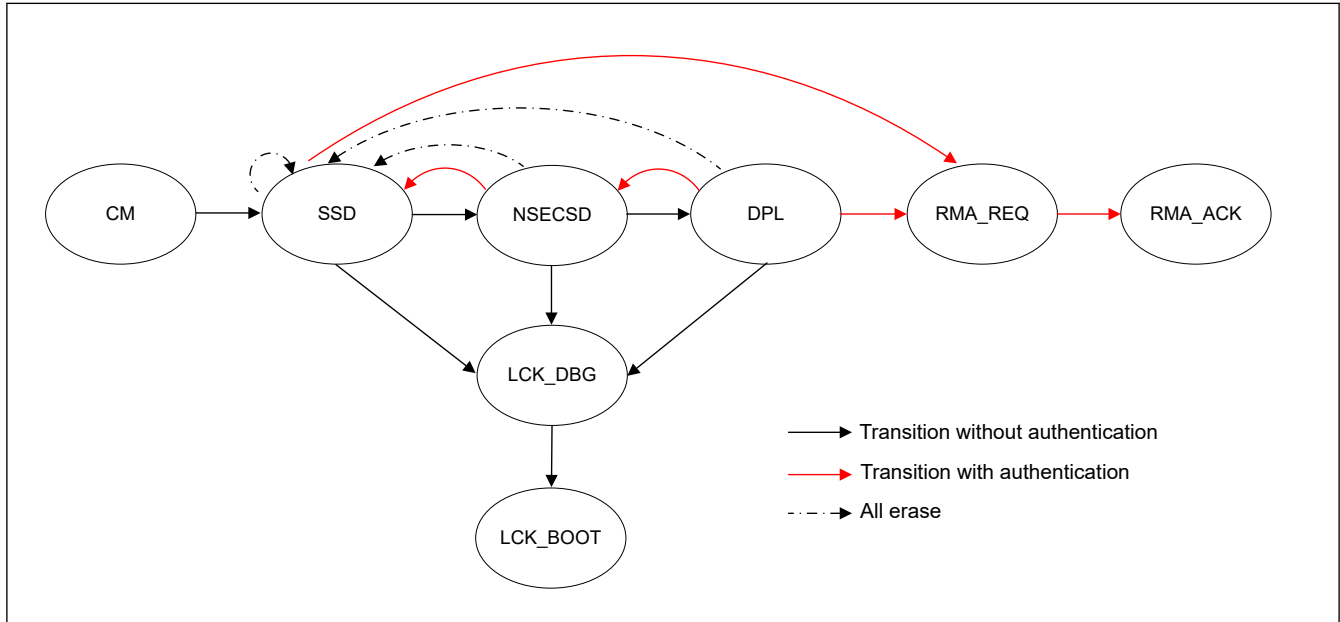 CM
SSD
NSECSD
DPL
RMA_REQ
RMA_ACK
LCK_DBG
LCK_BOOT
Transition without authentication
Transition with authentication
All erase